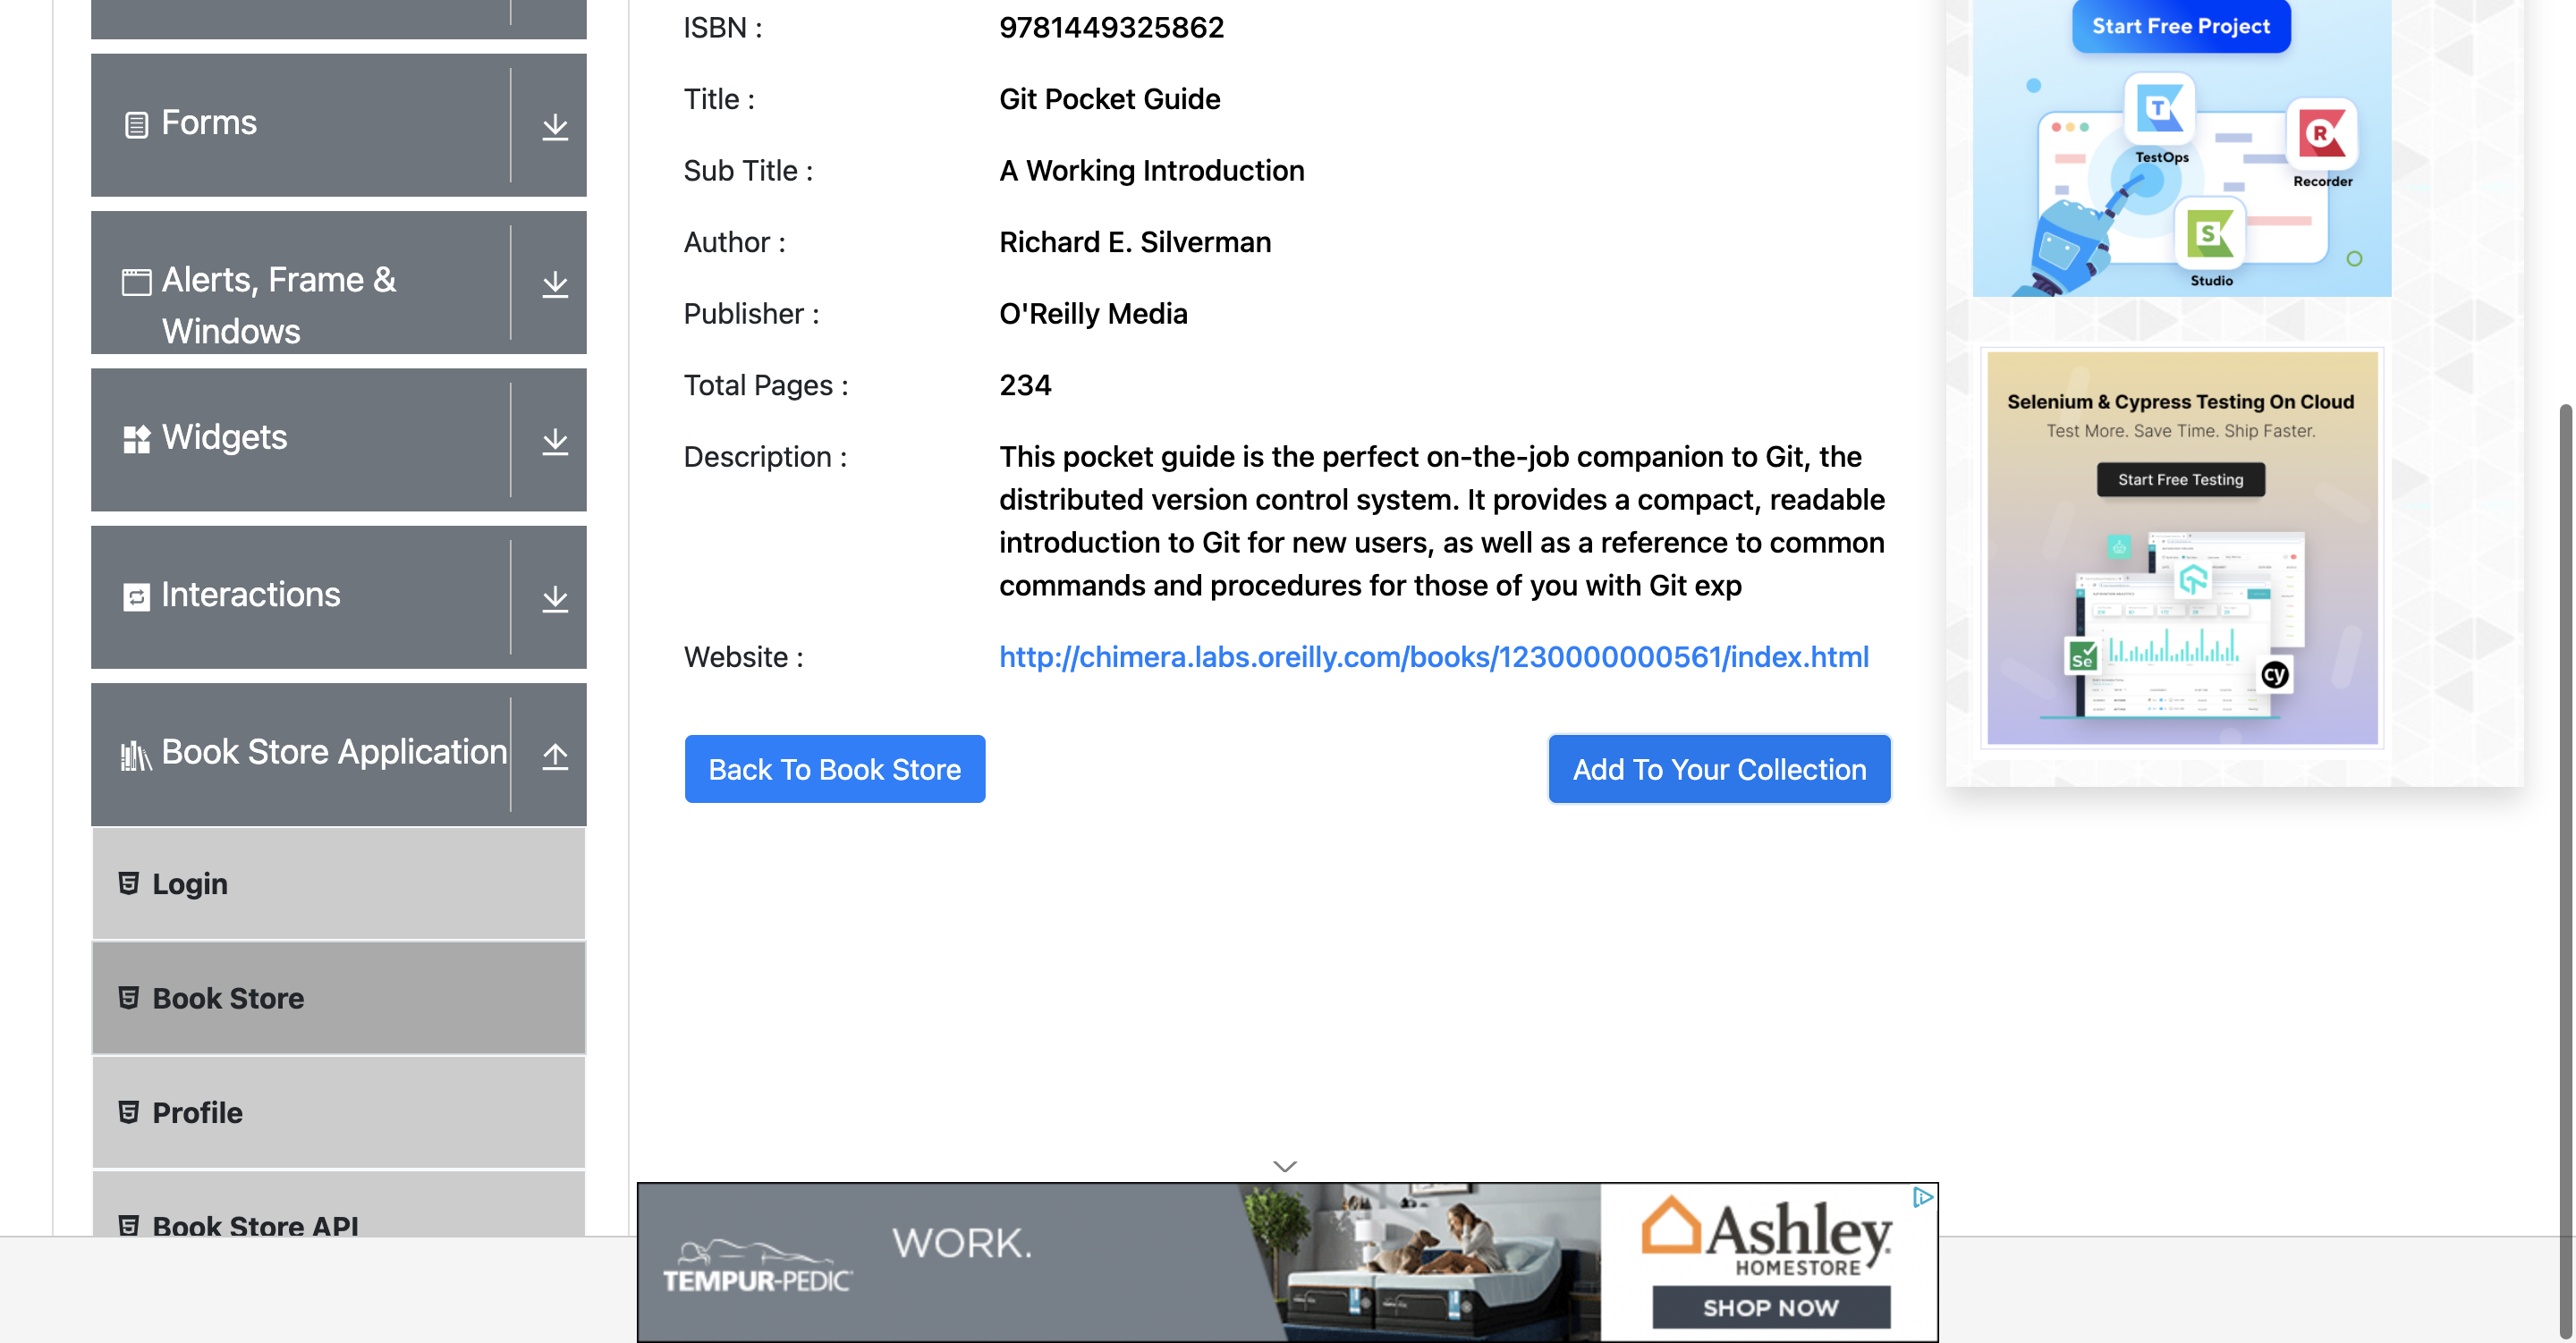 Forms
Alerts, Frame &
Windows
Widgets
Interactions
Book Store Application
Login
Book Store
Profile
Book Store API
ISBN :
9781449325862
Title :
Git Pocket Guide
Sub Title :
A Working Introduction
Author :
Richard E. Silverman
Publisher :
O'Reilly Media
Total Pages :
234
Description :
This pocket guide is the perfect on-the-job companion to Git, the
distributed version control system. It provides a compact, readable
introduction to Git for new users, as well as a reference to common
commands and procedures for those of you with Git exp
Website :
http://chimera.labs.oreilly.com/books/1230000000561/index.html
Back To Book Store
Add To Your Collection
Start Free Project
T
TestOps
R
Recorder
S
Studio
Selenium & Cypress Testing On Cloud
Test More. Save Time. Ship Faster.
Start Free Testing
Se
cy
TEMPUR-PEDIC
WORK.
Ashley
HOMESTORE
SHOP NOW